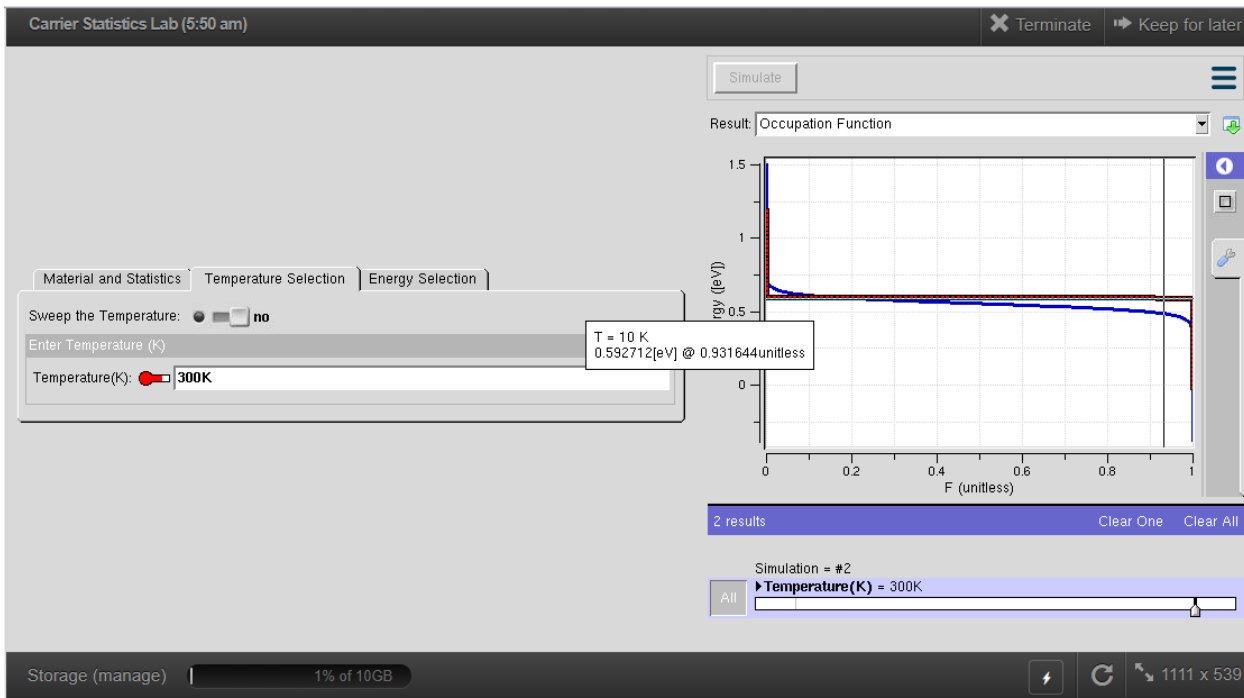 Carrier Statistics Lab (5:50 am)
Terminate
Keep for later
Simulate
Result: Occupation Function
Material and Statistics
Temperature Selection
Energy Selection
Sweep the Temperature: no
Enter Temperature (K)
Temperature(K): 300K
1.5
1
0.5
0
([eV])
T = 10 K
0.592712[eV] @ 0.931644unitless
0 0.2 0.4 0.6 0.8 1
F (unitless)
2 results
Clear One
Clear All
Simulation = #2
All
Temperature(K) = 300K
Storage (manage)
1% of 10GB
1111 x 539